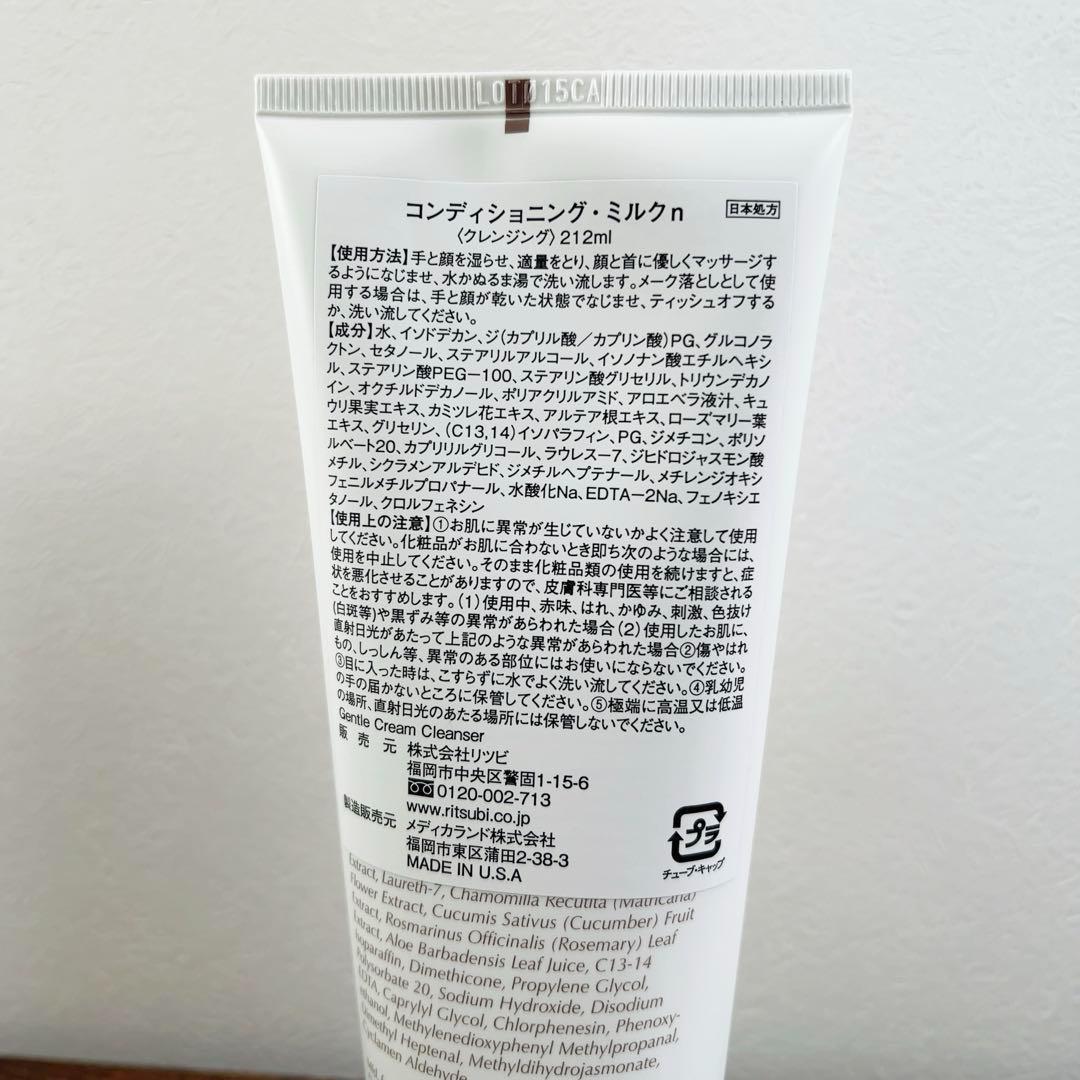 LOT015CA
コンディショニング・ミルクn 日本処方
〈クレンジング〉212ml
【使用方法】手と顔を湿らせ、適量をとり、顔と首に優しくマッサージす
るようになじませ、水かぬるま湯で洗い流します。メーク落としとして使
用する場合は、手と顔が乾いた状態でなじませ、ティッシュオフする
か、洗い流してください。
【成分】水、イソドデカン、ジ(カプリル酸／カプリン酸)PG、グルコノラ
クトン、セタノール、ステアリルアルコール、イソノナン酸エチルヘキシ
ル、ステアリン酸PEG－100、ステアリン酸グリセリル、トリウンデカノ
イン、オクチルドデカノール、ポリアクリルアミド、アロエベラ液汁、キュ
ウリ果実エキス、カミツレ花エキス、アルテア根エキス、ローズマリー葉
エキス、グリセリン、(C13,14)イソパラフィン、PG、ジメチコン、ポリソ
ルベート20、カプリリルグリコール、ラウレス－7、ジヒドロジャスモン酸
メチル、シクラメンアルデヒド、ジメチルヘプテナール、メチレンジオキシ
フェニルメチルプロパナール、水酸化Na、EDTA－2Na、フェノキシエ
タノール、クロルフェネシン
【使用上の注意】①お肌に異常が生じていないかよく注意して使用
してください。化粧品がお肌に合わないとき即ち次のような場合には、
使用を中止してください。そのまま化粧品類の使用を続けますと、症
状を悪化させることがありますので、皮膚科専門医等にご相談される
ことをおすすめします。(1)使用中、赤味、はれ、かゆみ、刺激、色抜け
(白斑等)や黒ずみ等の異常があらわれた場合(2)使用したお肌に、
直射日光があたって上記のような異常があらわれた場合②傷やはれ
もの、しっしん等、異常のある部位にはお使いにならないでください。
③目に入った時は、こすらずに水でよく洗い流してください。④乳幼児
の手の届かないところに保管してください。⑤極端に高温又は低温
の場所、直射日光のあたる場所には保管しないでください。
Gentle Cream Cleanser
販売元 株式会社リツビ
福岡市中央区警固1-15-6
0120-002-713
www.ritsubi.co.jp
製造販売元 メディカランド株式会社
福岡市東区蒲田2-38-3
MADE IN U.S.A
プラ
チューブ・キャップ
Extract, Laureth-7, Chamomilla Recutita (Matricaria)
Flower Extract, Cucumis Sativus (Cucumber) Fruit
Extract, Rosmarinus Officinalis (Rosemary) Leaf
Extract, Aloe Barbadensis Leaf Juice, C13-14
Isoparaffin, Dimethicone, Propylene Glycol,
Polysorbate 20, Sodium Hydroxide, Disodium
EDTA, Caprylyl Glycol, Chlorphenesin, Phenoxy-
ethanol, Methylenedioxyphenyl Methylpropanal,
Dimethyl Heptenal, Methyldihydrojasmonate,
Cyclamen Aldehyde